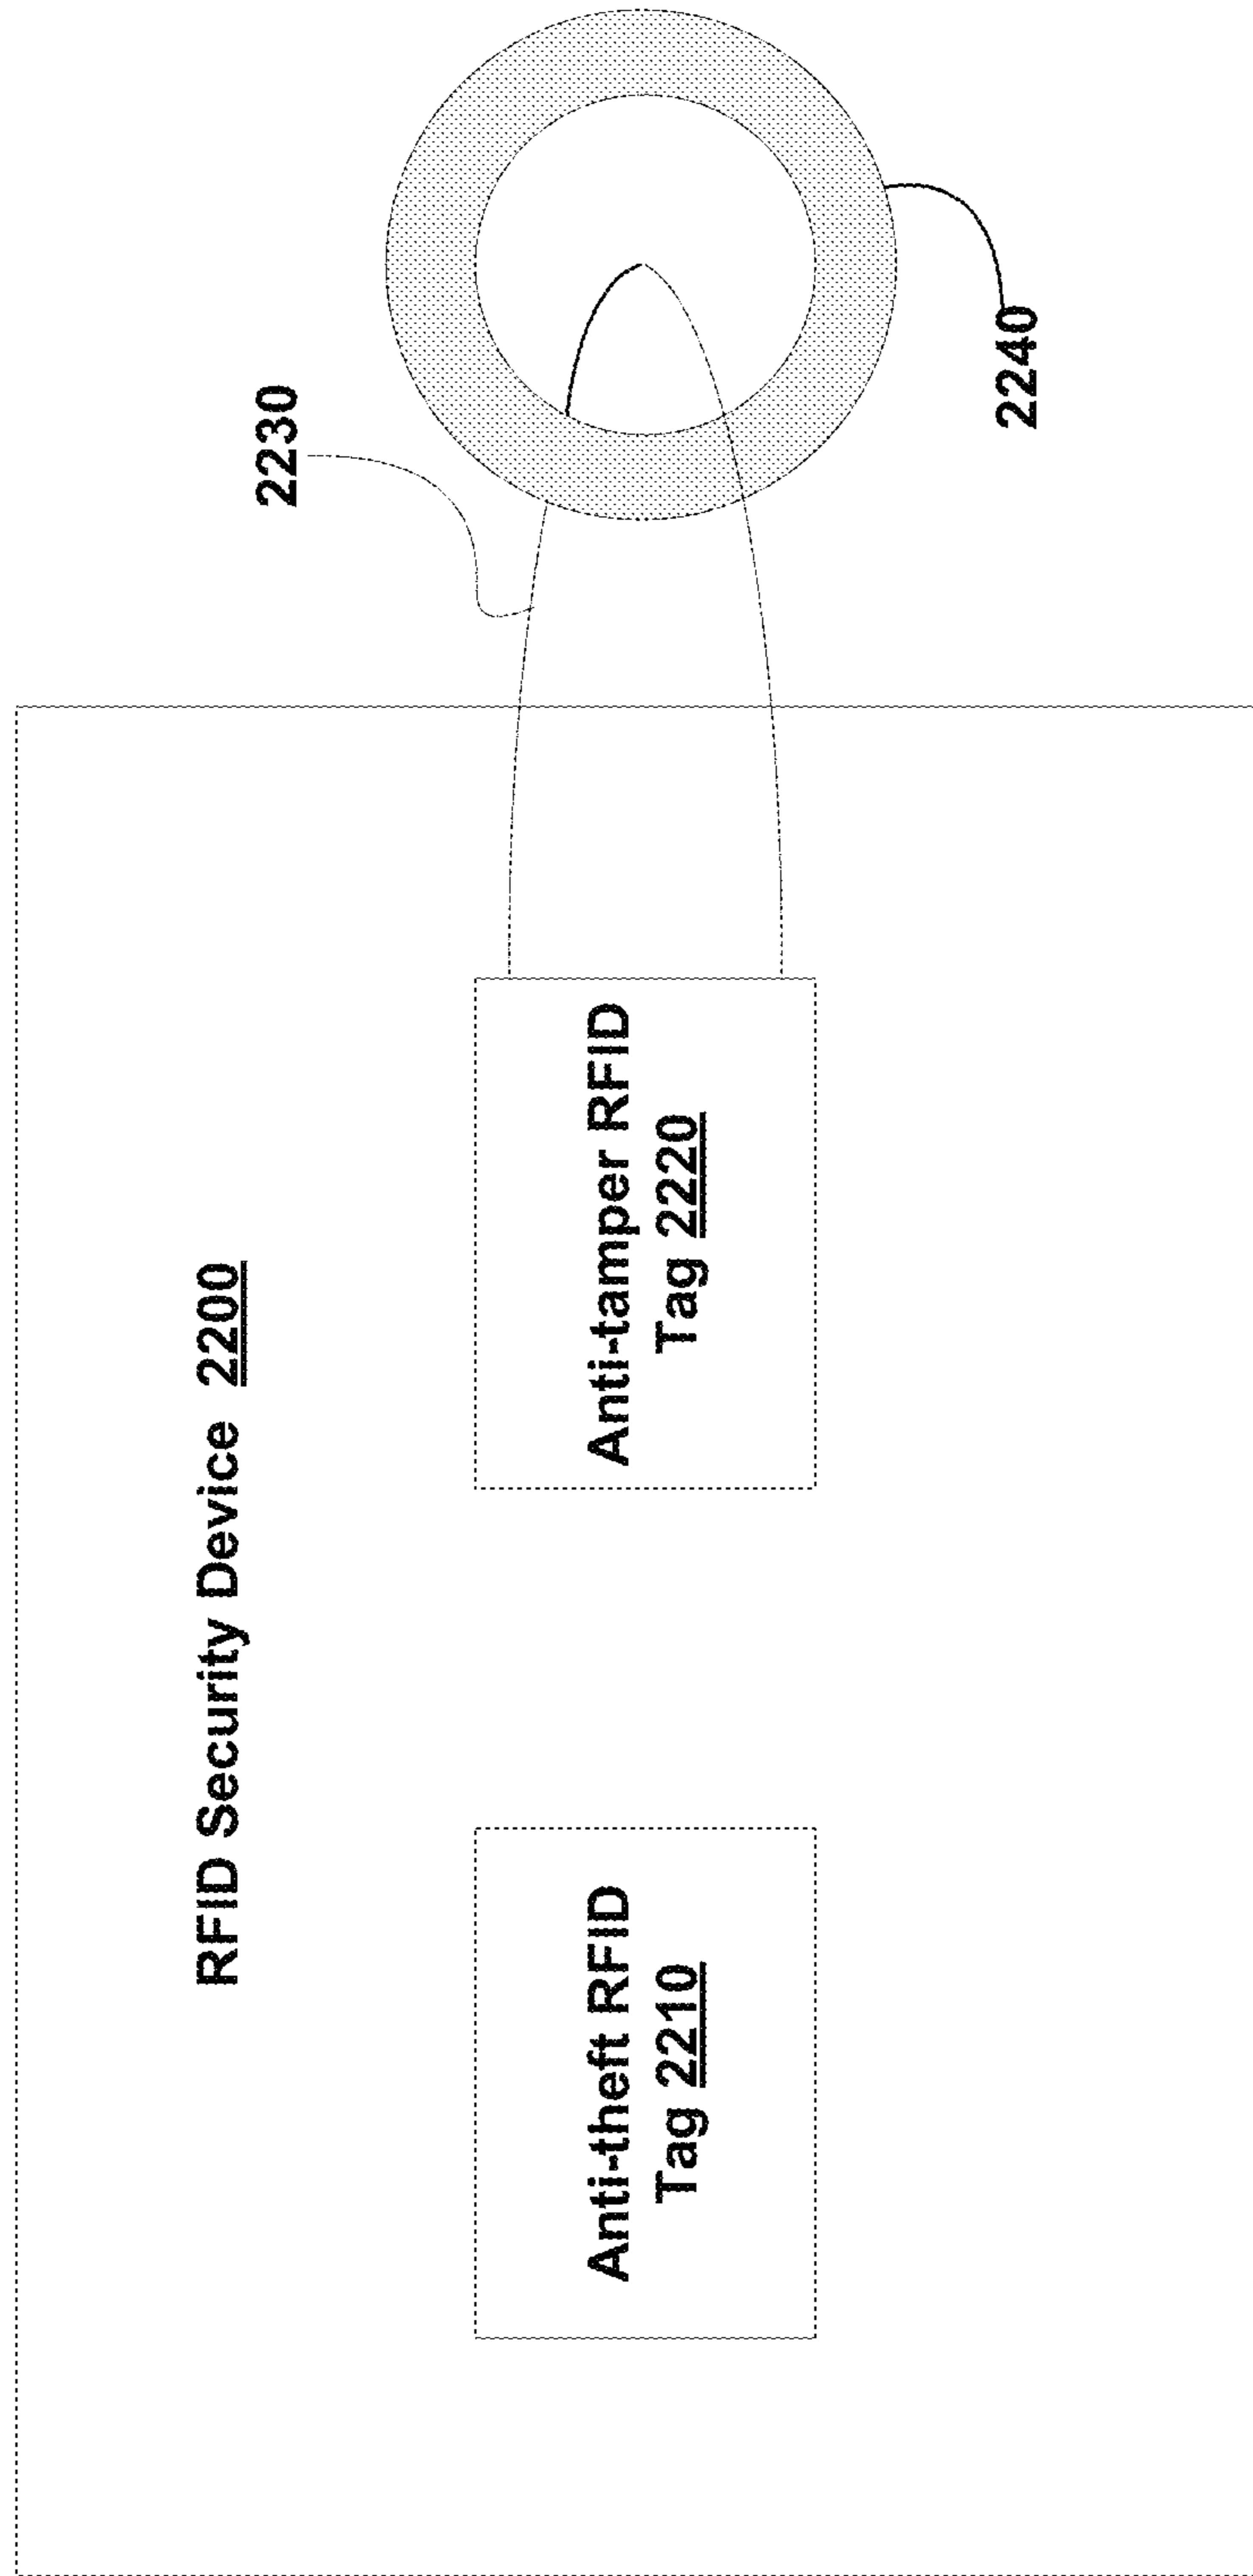 RFID Security Device 2200
Anti-theft RFID
Tag 2210
Anti-tamper RFID
Tag 2220
2230
2240